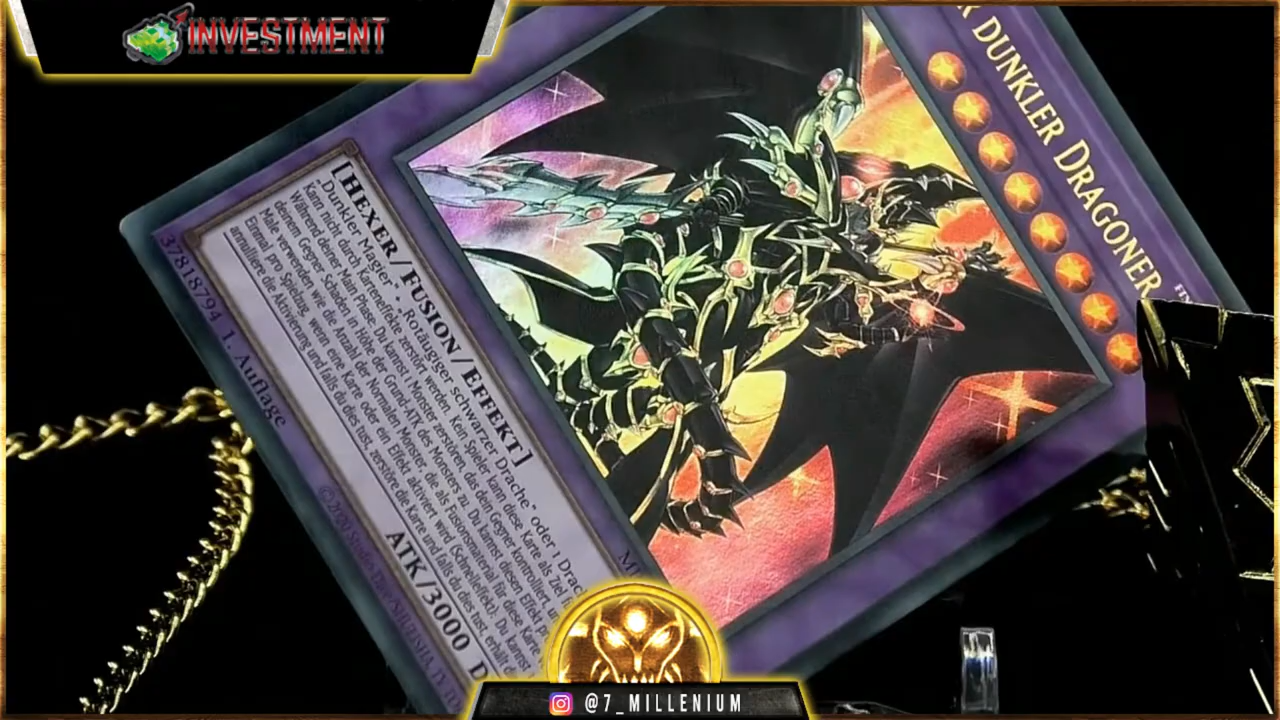 INVESTMENT
DUNKLER DRAGONER
[HEXER/FUSION/EFFEKT]
„Dunkler Magier" + „Rotäugiger schwarzer Drache" oder 1
Kann nicht durch Karteneffekte zerstört werden. Kein Spieler kann diese Karte als Ziel
Während deiner Main Phase: Du kannst 1 Monster zerstören, das dein Gegner kontrolliert,
deinem Gegner Schaden in Höhe der Grund-ATK des Monsters zu. Du kannst diesen Effekt
Male verwenden wie die Anzahl der Normalen Monster, die als Fusionsmaterial für diese Karte
Einmal pro Spielzug, wenn eine Karte oder ein Effekt aktiviert wird (Schnelleffekt): Du kannst
annulliere die Aktivierung und falls du dies tust, zerstöre die Karte und falls du dies tust, erhält
ATK/3000
37818794 1. Auflage
©2020 Studio Dice/SHUEISHA, TV
@7_MILLENIUM